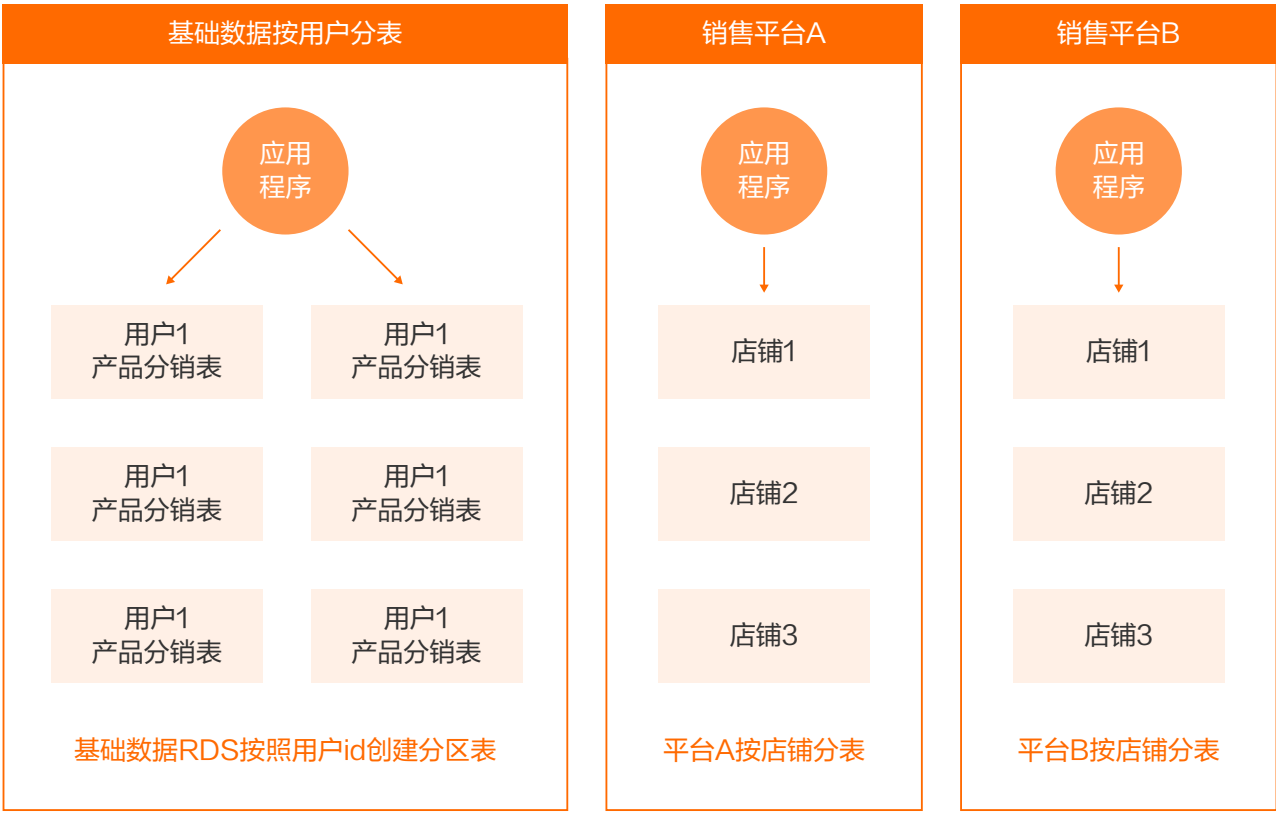 基础数据按用户分表
应用
程序
用户1
产品分销表
用户1
产品分销表
用户1
产品分销表
用户1
产品分销表
用户1
产品分销表
用户1
产品分销表
基础数据RDS按照用户id创建分区表
销售平台A
应用
程序
店铺1
店铺2
店铺3
平台A按店铺分表
销售平台B
应用
程序
店铺1
店铺2
店铺3
平台B按店铺分表